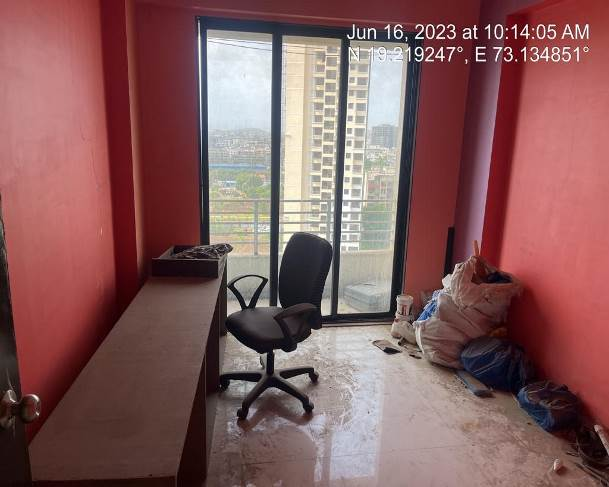 Jun 16, 2023 at 10:14:05 AM
N 19.219247°, E 73.134851°